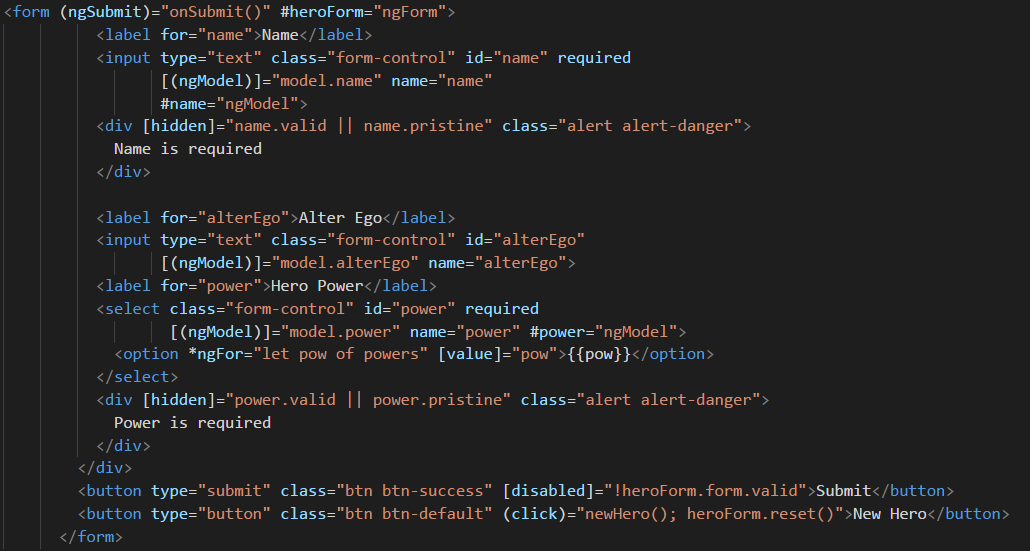 <form (ngSubmit)="onSubmit()" #heroForm="ngForm">
<label for="name">Name</label>
<input type="text" class="form-control" id="name" required
[(ngModel)]="model.name" name="name"
#name="ngModel">
<div [hidden]="name.valid || name.pristine" class="alert alert-danger">
Name is required
</div>
<label for="alterEgo">Alter Ego</label>
<input type="text" class="form-control" id="alterEgo"
[(ngModel)]="model.alterEgo" name="alterEgo">
<label for="power">Hero Power</label>
<select class="form-control" id="power" required
[(ngModel)]="model.power" name="power" #power="ngModel">
<option *ngFor="let pow of powers" [value]="pow">{{pow}}</option>
</select>
<div [hidden]="power.valid || power.pristine" class="alert alert-danger">
Power is required
</div>
</div>
<button type="submit" class="btn btn-success" [disabled]="!heroForm.form.valid">Submit</button>
<button type="button" class="btn btn-default" (click)="newHero(); heroForm.reset()">New Hero</button>
</form>